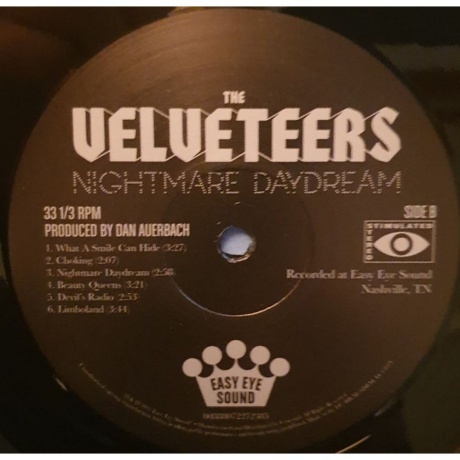 THE
VELVETEERS
NIGHTMARE DAYDREAM
33 1/3 RPM
PRODUCED BY DAN AUERBACH
SIDE B
STIMULATED
STEREO
1. What A Smile Can Hide (3:27)
2. Choking (2:07)
3. Nightmare Daydream (2:58)
4. Beauty Queens (3:21)
5. Devil's Radio (2:53)
6. Limboland (3:44)
Recorded at Easy Eye Sound
Nashville, TN
EASY EYE
SOUND